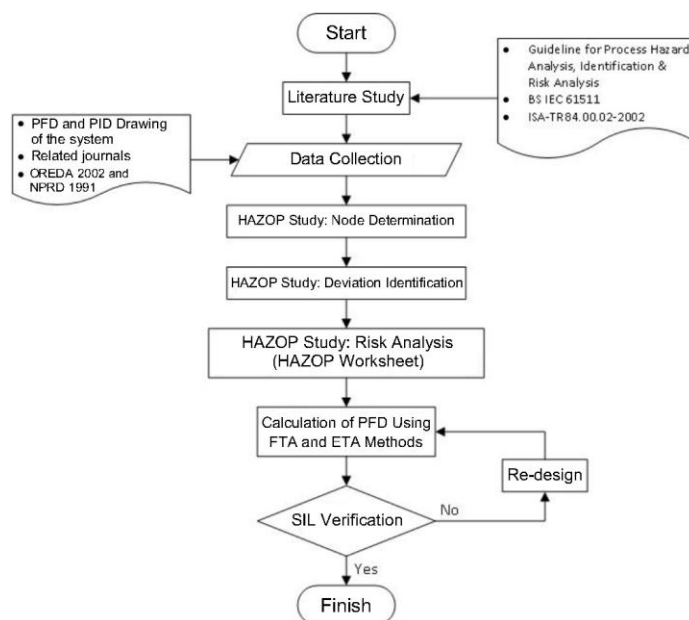 Start
• Guideline for Process Hazard
Analysis, Identification &
Risk Analysis
• BS IEC 61511
• ISA-TR84.00.02-2002
Literature Study
• PFD and PID Drawing
of the system
• Related journals
• OREDA 2002 and
NPRD 1991
Data Collection
HAZOP Study: Node Determination
HAZOP Study: Deviation Identification
HAZOP Study: Risk Analysis
(HAZOP Worksheet)
Calculation of PFD Using
FTA and ETA Methods
Re-design
SIL Verification
No
Yes
Finish